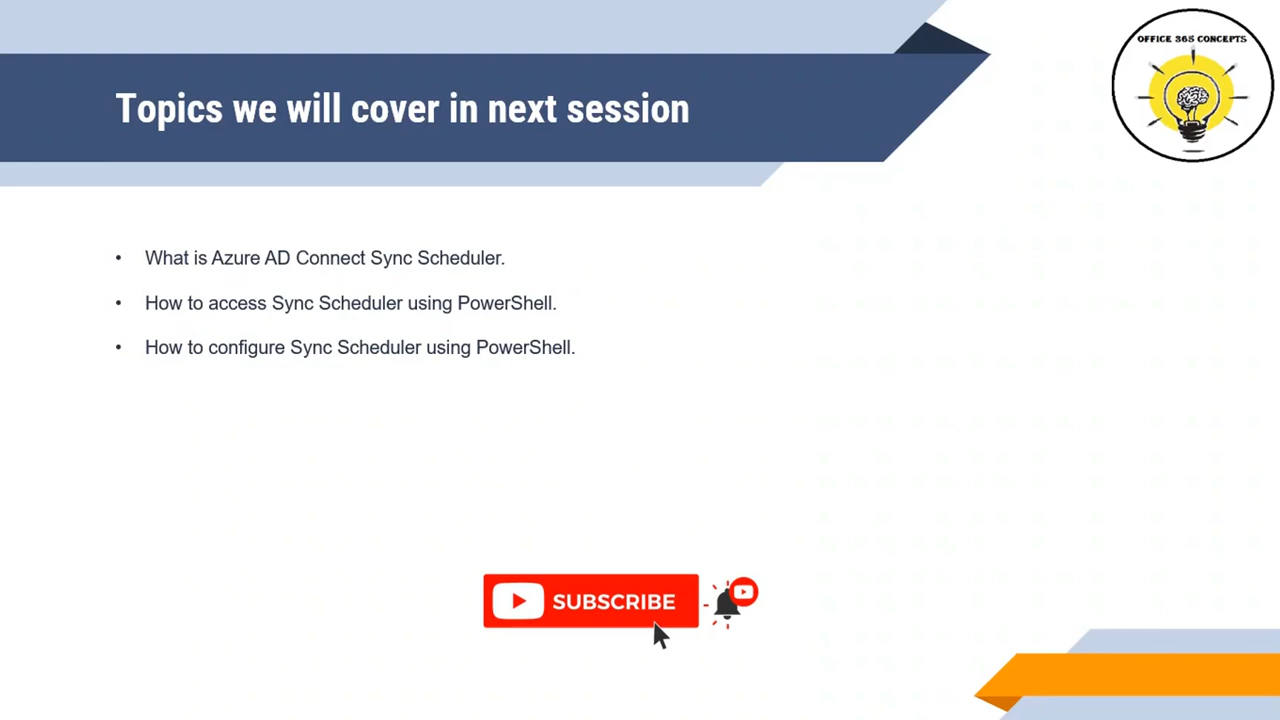 OFFICE 365 CONCEPTS
Topics we will cover in next session
• What is Azure AD Connect Sync Scheduler.
• How to access Sync Scheduler using PowerShell.
• How to configure Sync Scheduler using PowerShell.
SUBSCRIBE